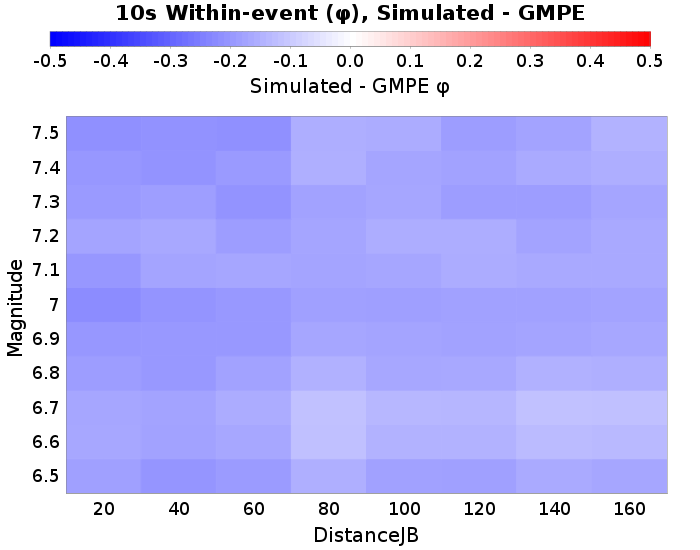 10s Within-event (φ), Simulated - GMPE
-0.5 -0.4 -0.3 -0.2 -0.1 0.0 0.1 0.2 0.3 0.4 0.5
Simulated - GMPE φ
7.5
7.4
7.3
7.2
7.1
7
6.9
6.8
6.7
6.6
6.5
Magnitude
20 40 60 80 100 120 140 160
DistanceJB